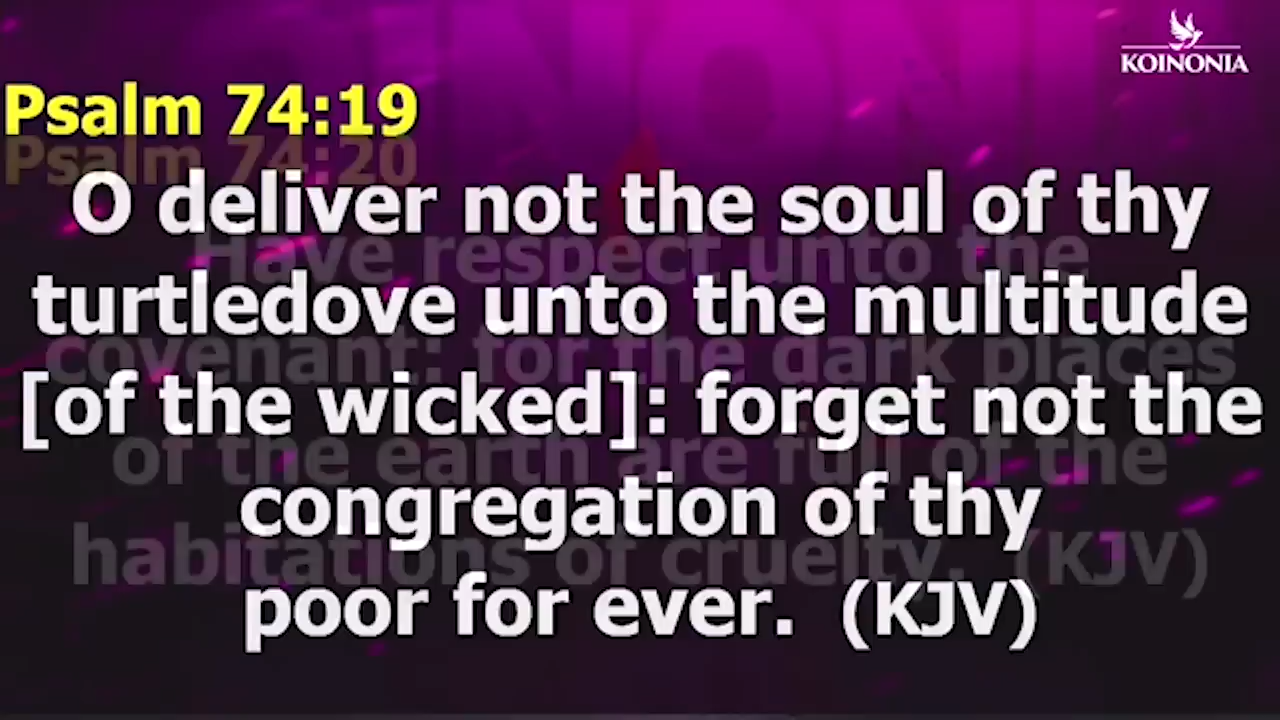 KOINONIA
Psalm 74:19
Psalm 74:20
O deliver not the soul of thy
Have respect unto the
turtledove unto the multitude
covenant: for the dark places
[of the wicked]: forget not the
of the earth are full of the
congregation of thy
habitations of cruelty. (KJV)
poor for ever. (KJV)